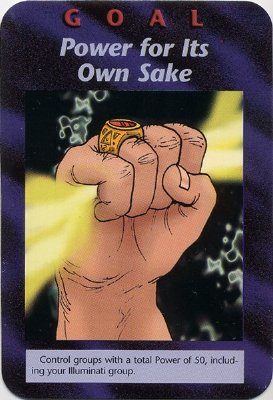 GOAL
Power for Its
Own Sake
Control groups with a total Power of 50, includ-
ing your Illuminati group.